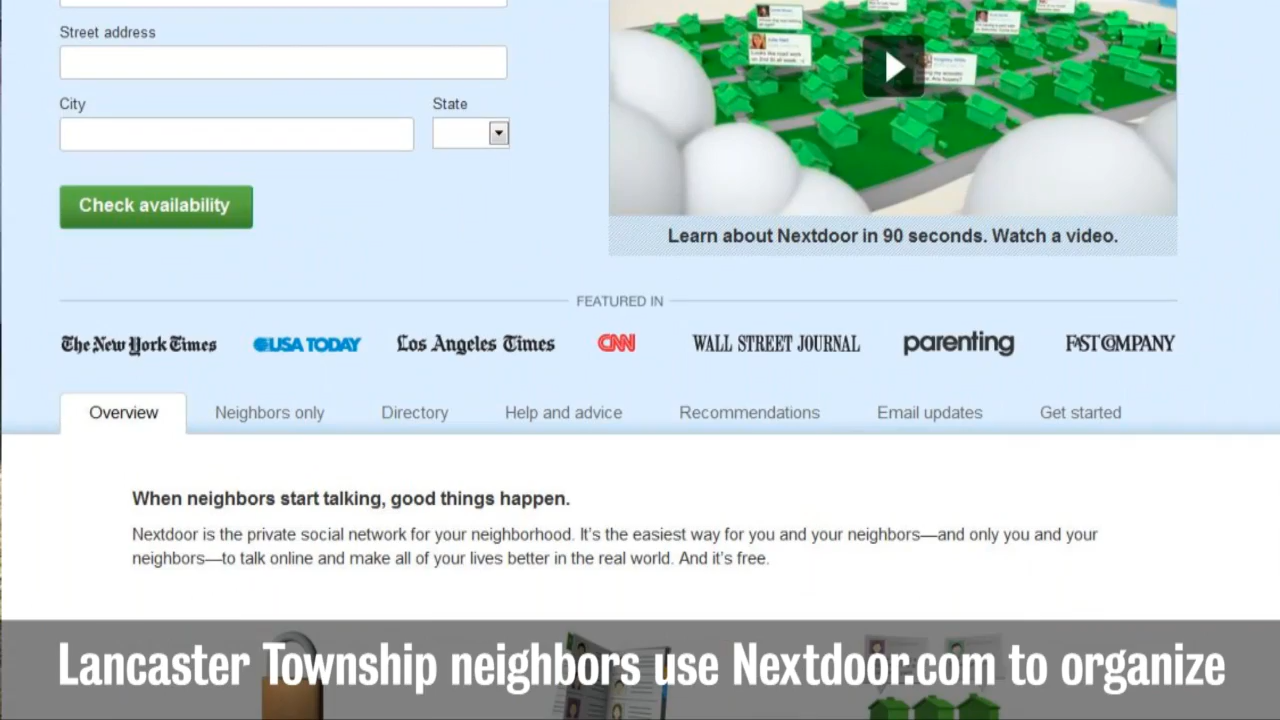 Street address
City
State
Check availability
Learn about Nextdoor in 90 seconds. Watch a video.
FEATURED IN
The New York Times
USA TODAY
Los Angeles Times
CNN
WALL STREET JOURNAL
parenting
FAST COMPANY
Overview
Neighbors only
Directory
Help and advice
Recommendations
Email updates
Get started
When neighbors start talking, good things happen.
Nextdoor is the private social network for your neighborhood. It's the easiest way for you and your neighbors—and only you and your
neighbors—to talk online and make all of your lives better in the real world. And it's free.
Lancaster Township neighbors use Nextdoor.com to organize